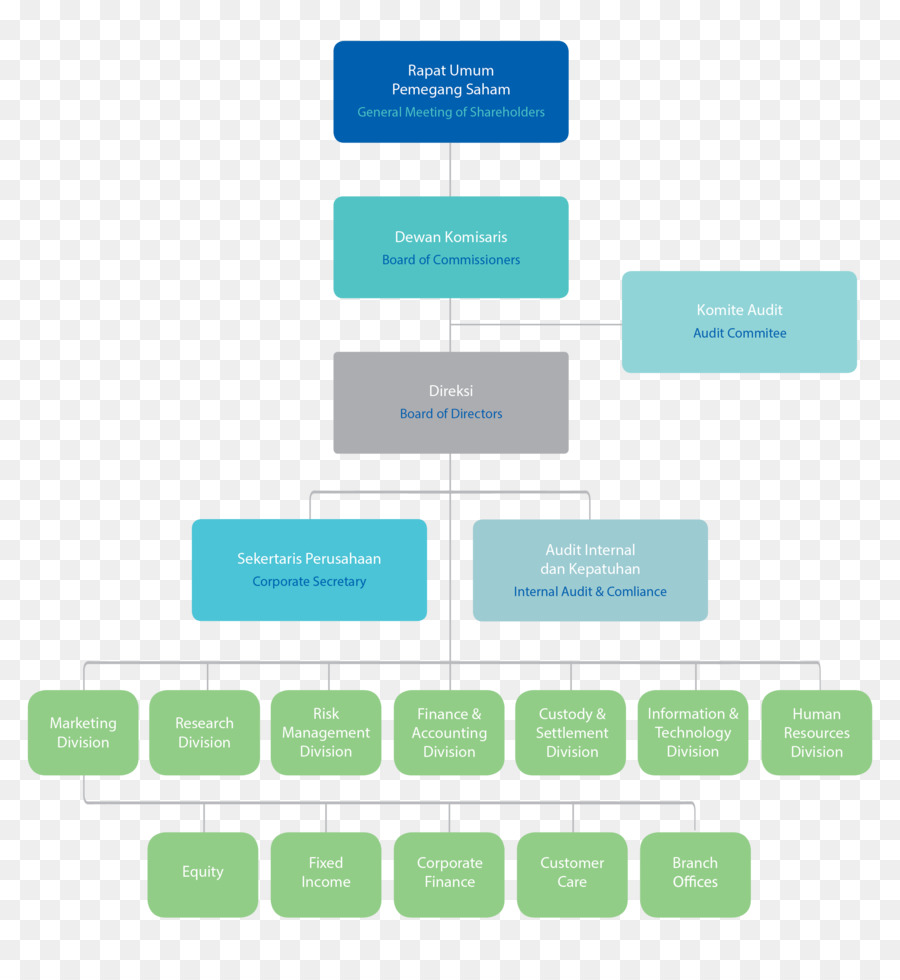 Rapat Umum
Pemegang Saham
General Meeting of Shareholders
Dewan Komisaris
Board of Commissioners
Komite Audit
Audit Commitee
Direksi
Board of Directors
Sekertaris Perusahaan
Corporate Secretary
Audit Internal
dan Kepatuhan
Internal Audit & Comliance
Marketing
Division
Research
Division
Risk
Management
Division
Finance &
Accounting
Division
Custody &
Settlement
Division
Information &
Technology
Division
Human
Resources
Division
Equity
Fixed
Income
Corporate
Finance
Customer
Care
Branch
Offices